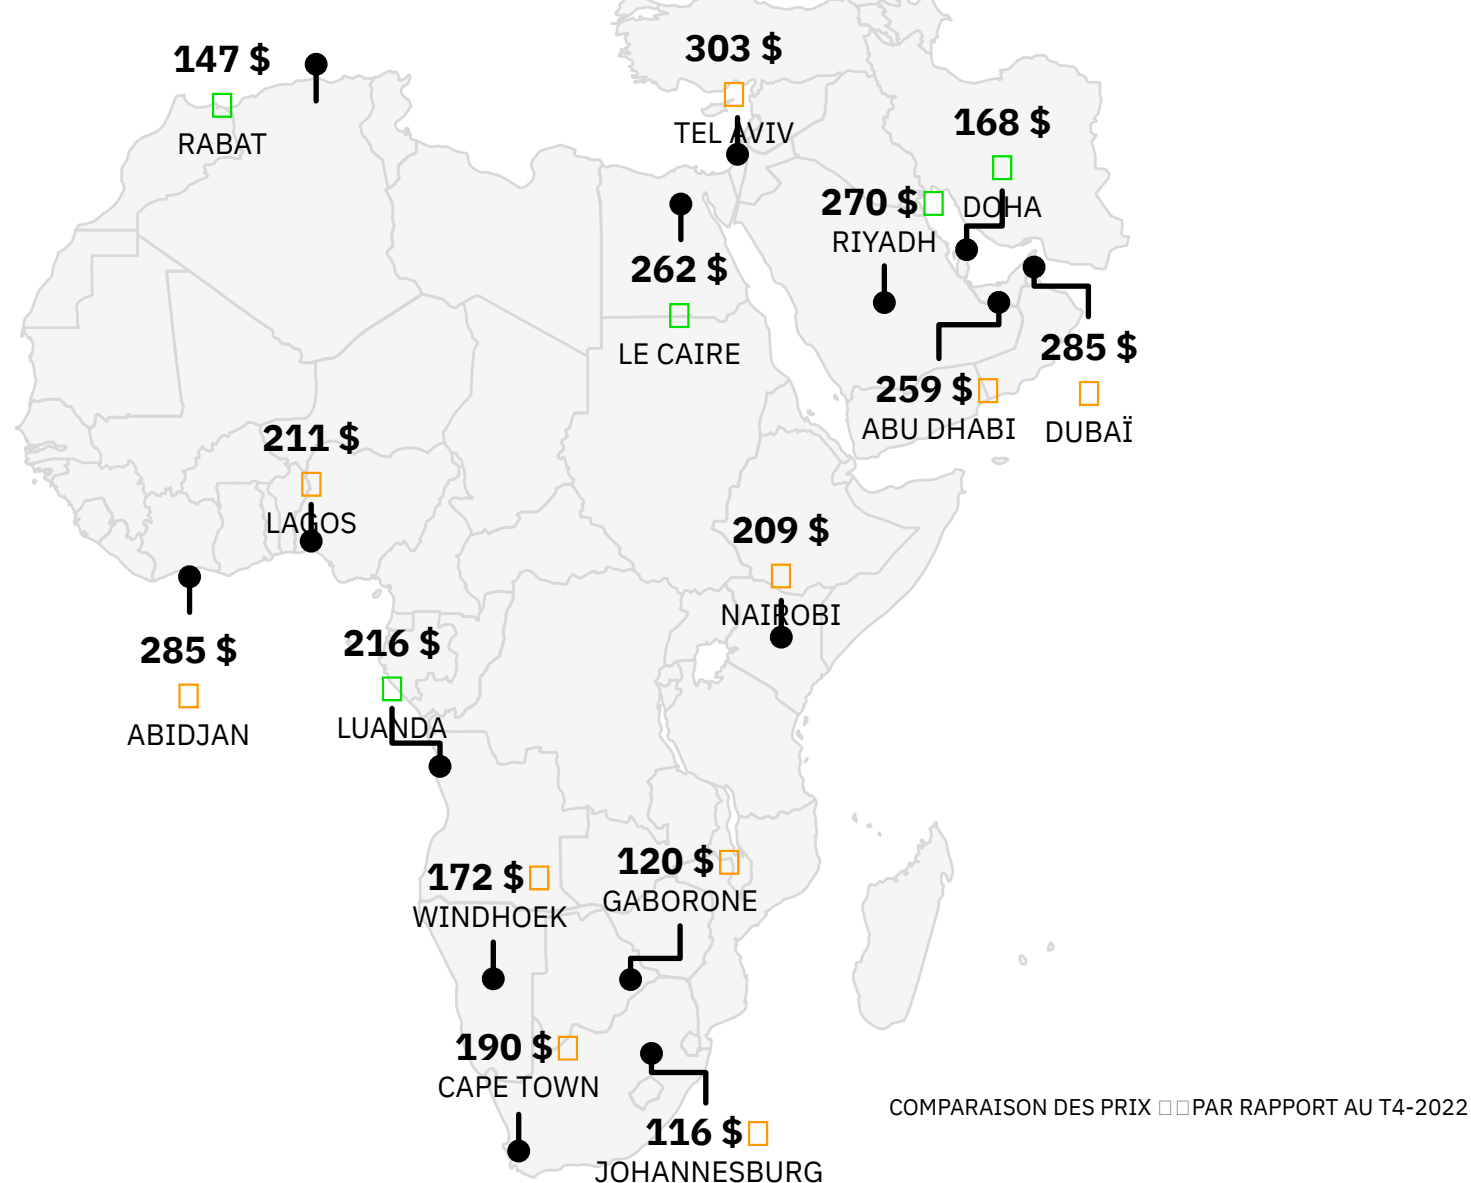 147 $
RABAT
303 $
TEL AVIV
168 $
DOHA
270 $
RIYADH
262 $
LE CAIRE
285 $
DUBAÏ
259 $
ABU DHABI
211 $
LAGOS
209 $
NAIROBI
285 $
ABIDJAN
216 $
LUANDA
172 $
WINDHOEK
120 $
GABORONE
190 $
CAPE TOWN
116 $
JOHANNESBURG
COMPARAISON DES PRIX PAR RAPPORT AU T4-2022